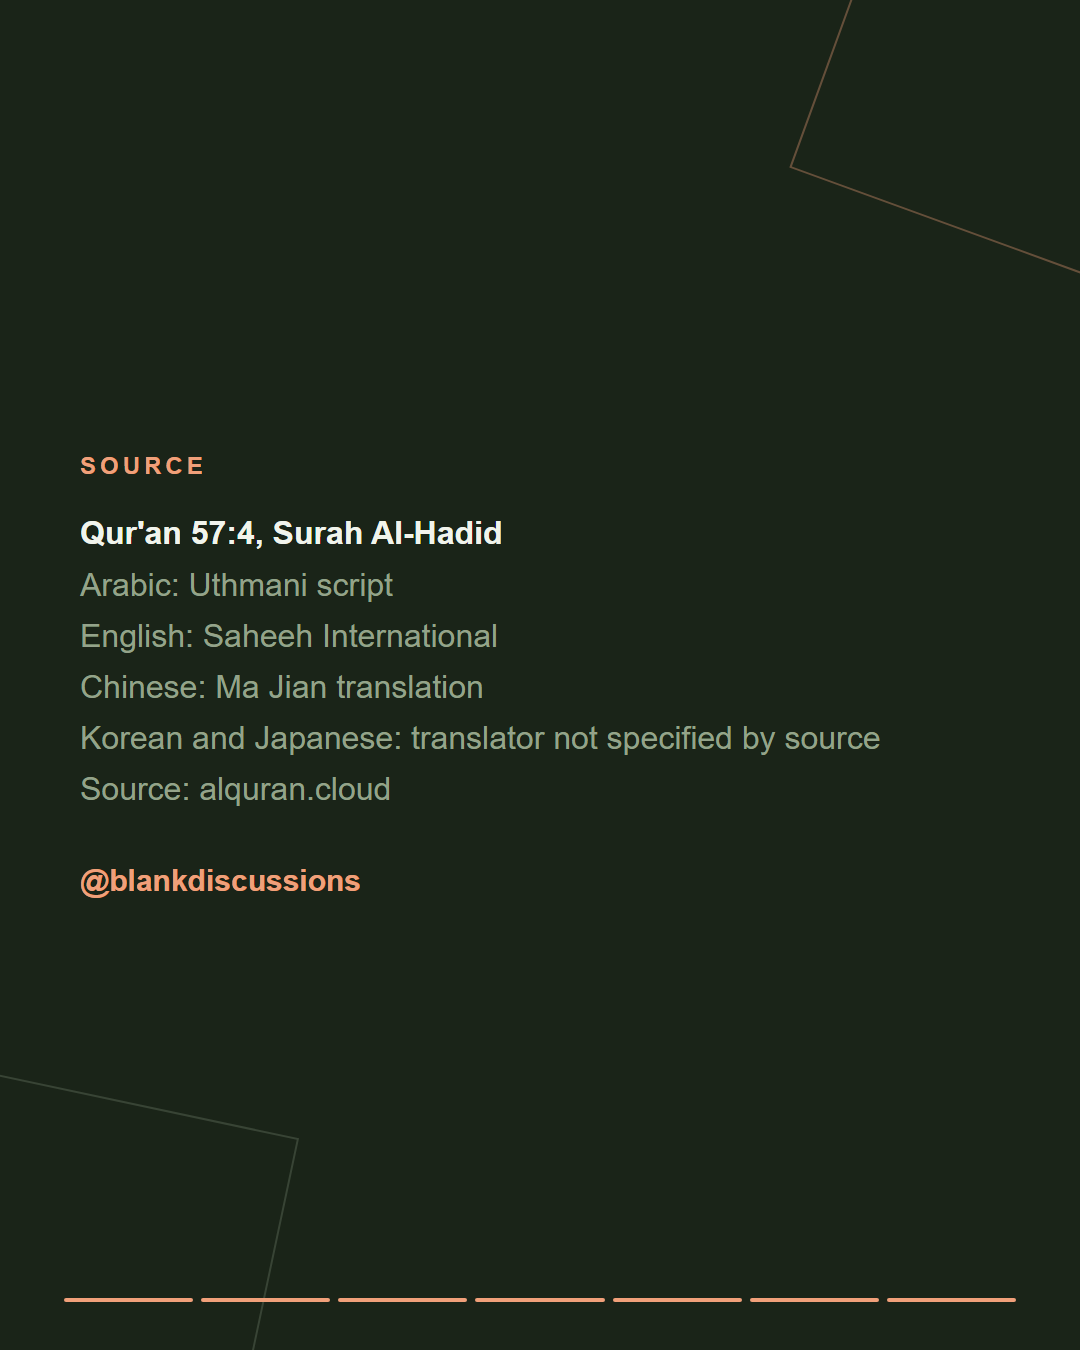 SOURCE
Qur'an 57:4, Surah Al-Hadid
Arabic: Uthmani script
English: Saheeh International
Chinese: Ma Jian translation
Korean and Japanese: translator not specified by source
Source: alquran.cloud
@blankdiscussions